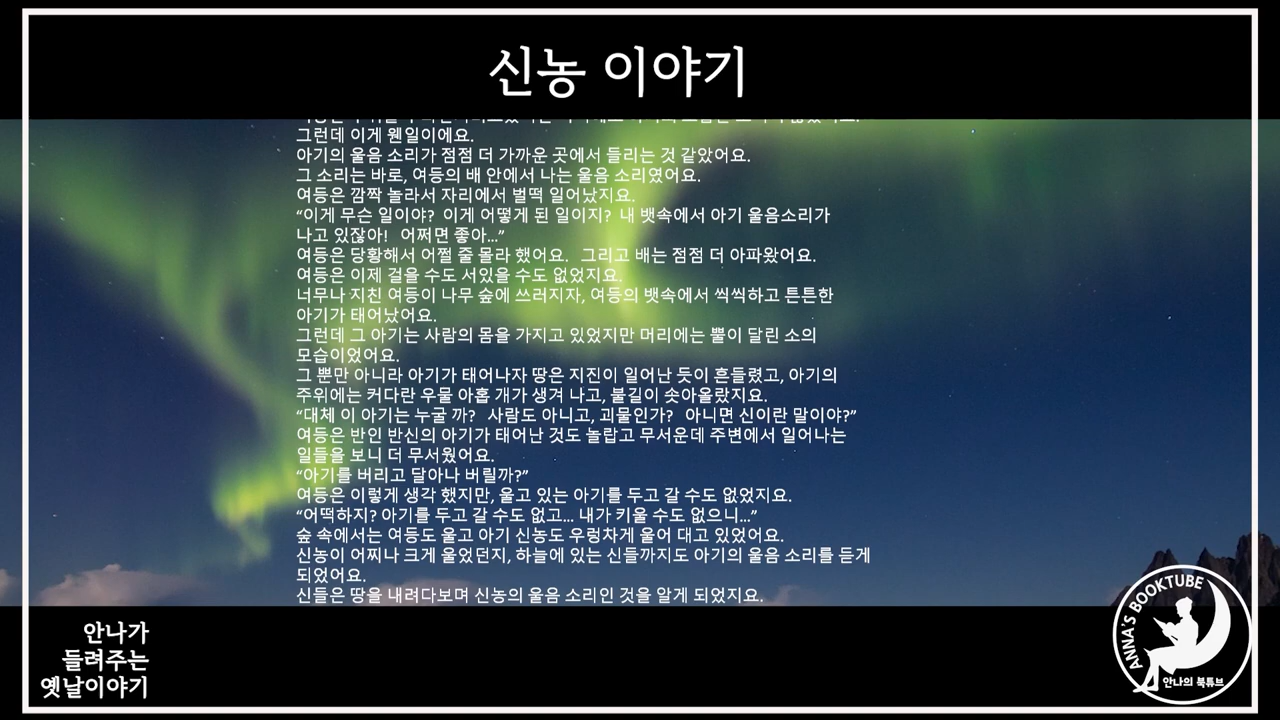 신농 이야기
그런데 이게 웬일이에요.
아기의 울음 소리가 점점 더 가까운 곳에서 들리는 것 같았어요.
그 소리는 바로, 여등의 배 안에서 나는 울음 소리였어요.
여등은 깜짝 놀라서 자리에서 벌떡 일어났지요.
“이게 무슨 일이야? 이게 어떻게 된 일이지? 내 뱃속에서 아기 울음소리가
나고 있잖아! 어쩌면 좋아...”
여등은 당황해서 어쩔 줄 몰라 했어요. 그리고 배는 점점 더 아파왔어요.
여등은 이제 걸을 수도 서있을 수도 없었지요.
너무나 지친 여등이 나무 숲에 쓰러지자, 여등의 뱃속에서 씩씩하고 튼튼한
아기가 태어났어요.
그런데 그 아기는 사람의 몸을 가지고 있었지만 머리에는 뿔이 달린 소의
모습이었어요.
그 뿐만 아니라 아기가 태어나자 땅은 지진이 일어난 듯이 흔들렸고, 아기의
주위에는 커다란 우물 아홉 개가 생겨 나고, 불길이 솟아올랐지요.
“대체 이 아기는 누굴 까? 사람도 아니고, 괴물인가? 아니면 신이란 말이야?”
여등은 반인 반신의 아기가 태어난 것도 놀랍고 무서운데 주변에서 일어나는
일들을 보니 더 무서웠어요.
“아기를 버리고 달아나 버릴까?”
여등은 이렇게 생각 했지만, 울고 있는 아기를 두고 갈 수도 없었지요.
“어떡하지? 아기를 두고 갈 수도 없고... 내가 키울 수도 없으니...”
숲 속에서는 여등도 울고 아기 신농도 우렁차게 울어 대고 있었어요.
신농이 어찌나 크게 울었던지, 하늘에 있는 신들까지도 아기의 울음 소리를 듣게
되었어요.
신들은 땅을 내려다보며 신농의 울음 소리인 것을 알게 되었지요.
안나가
들려주는
옛날이야기
ANNA'S BOOKTUBE
안나의 북튜브